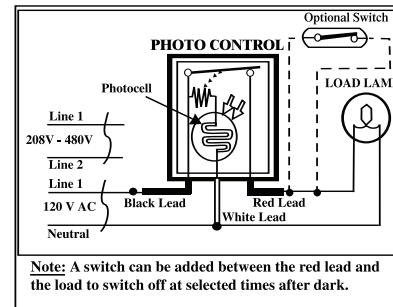 Optional Switch
PHOTO CONTROL
Photocell
LOAD LAMP
Line 1
208V - 480V
Line 2
Line 1
120 V AC
Neutral
Black Lead
Red Lead
White Lead
Note: A switch can be added between the red lead and
the load to switch off at selected times after dark.